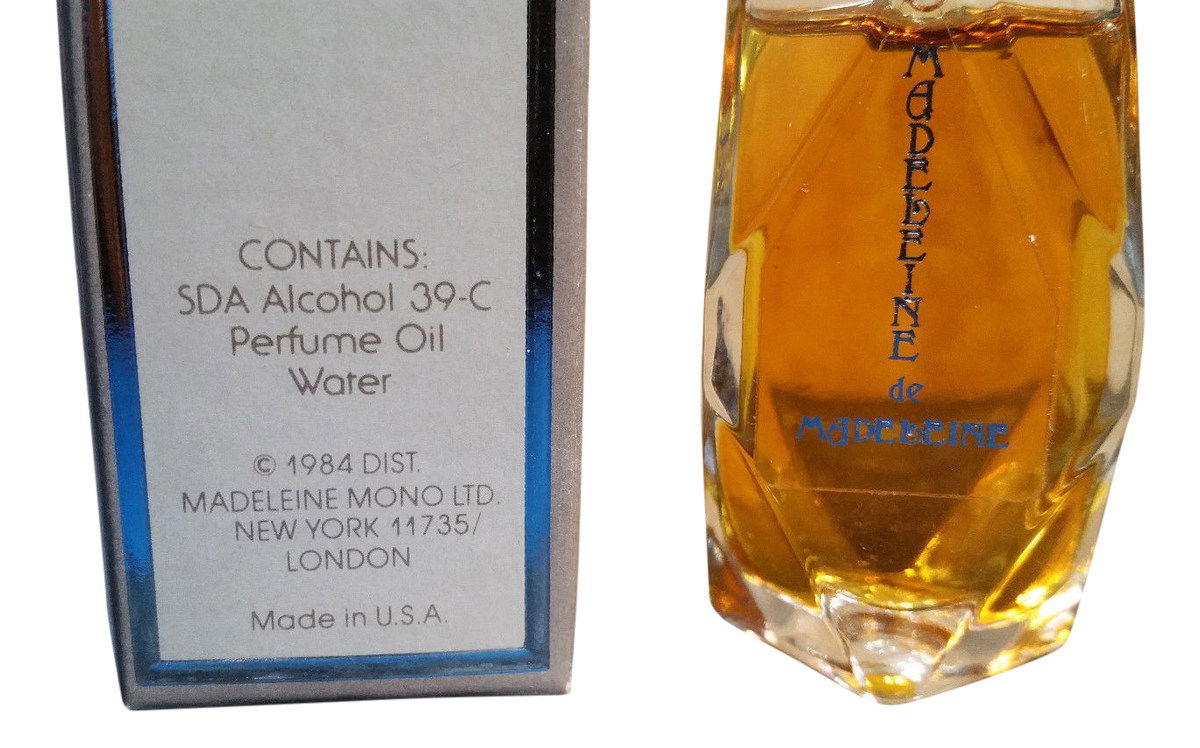 CONTAINS:
SDA Alcohol 39-C
Perfume Oil
Water
© 1984 DIST.
MADELEINE MONO LTD.
NEW YORK 11735/
LONDON
Made in U.S.A.
MADELEINE
de
MADELEINE